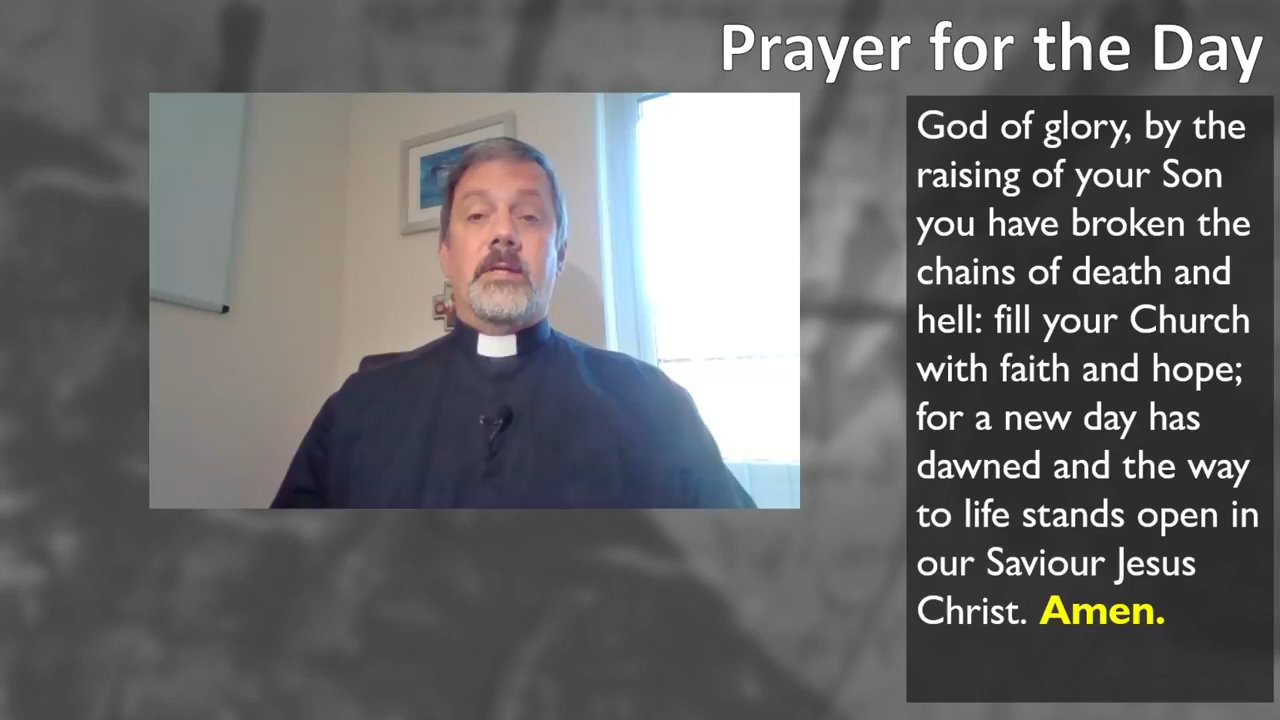 Prayer for the Day
God of glory, by the
raising of your Son
you have broken the
chains of death and
hell: fill your Church
with faith and hope;
for a new day has
dawned and the way
to life stands open in
our Saviour Jesus
Christ. Amen.